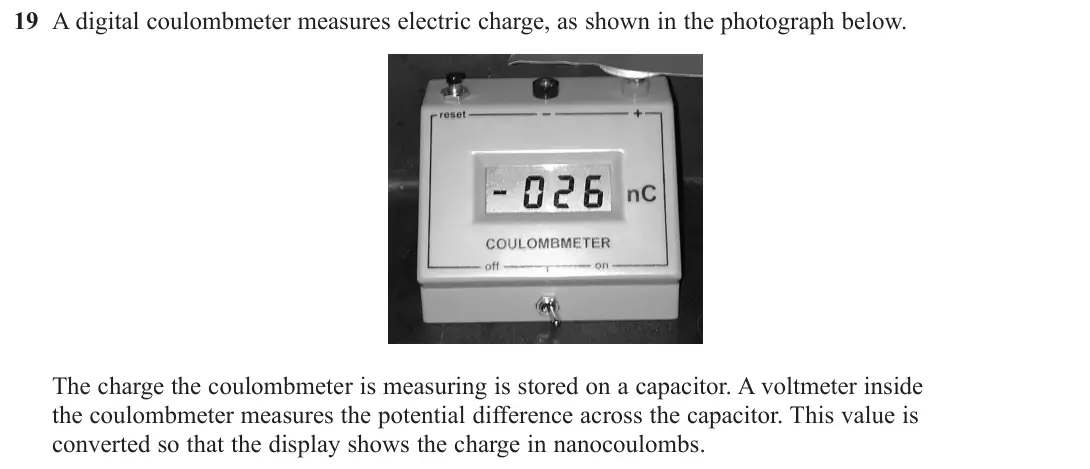 19 A digital coulombmeter measures electric charge, as shown in the photograph below.
reset - +
- 026 nC
COULOMBMETER
off on
The charge the coulombmeter is measuring is stored on a capacitor. A voltmeter inside
the coulombmeter measures the potential difference across the capacitor. This value is
converted so that the display shows the charge in nanocoulombs.